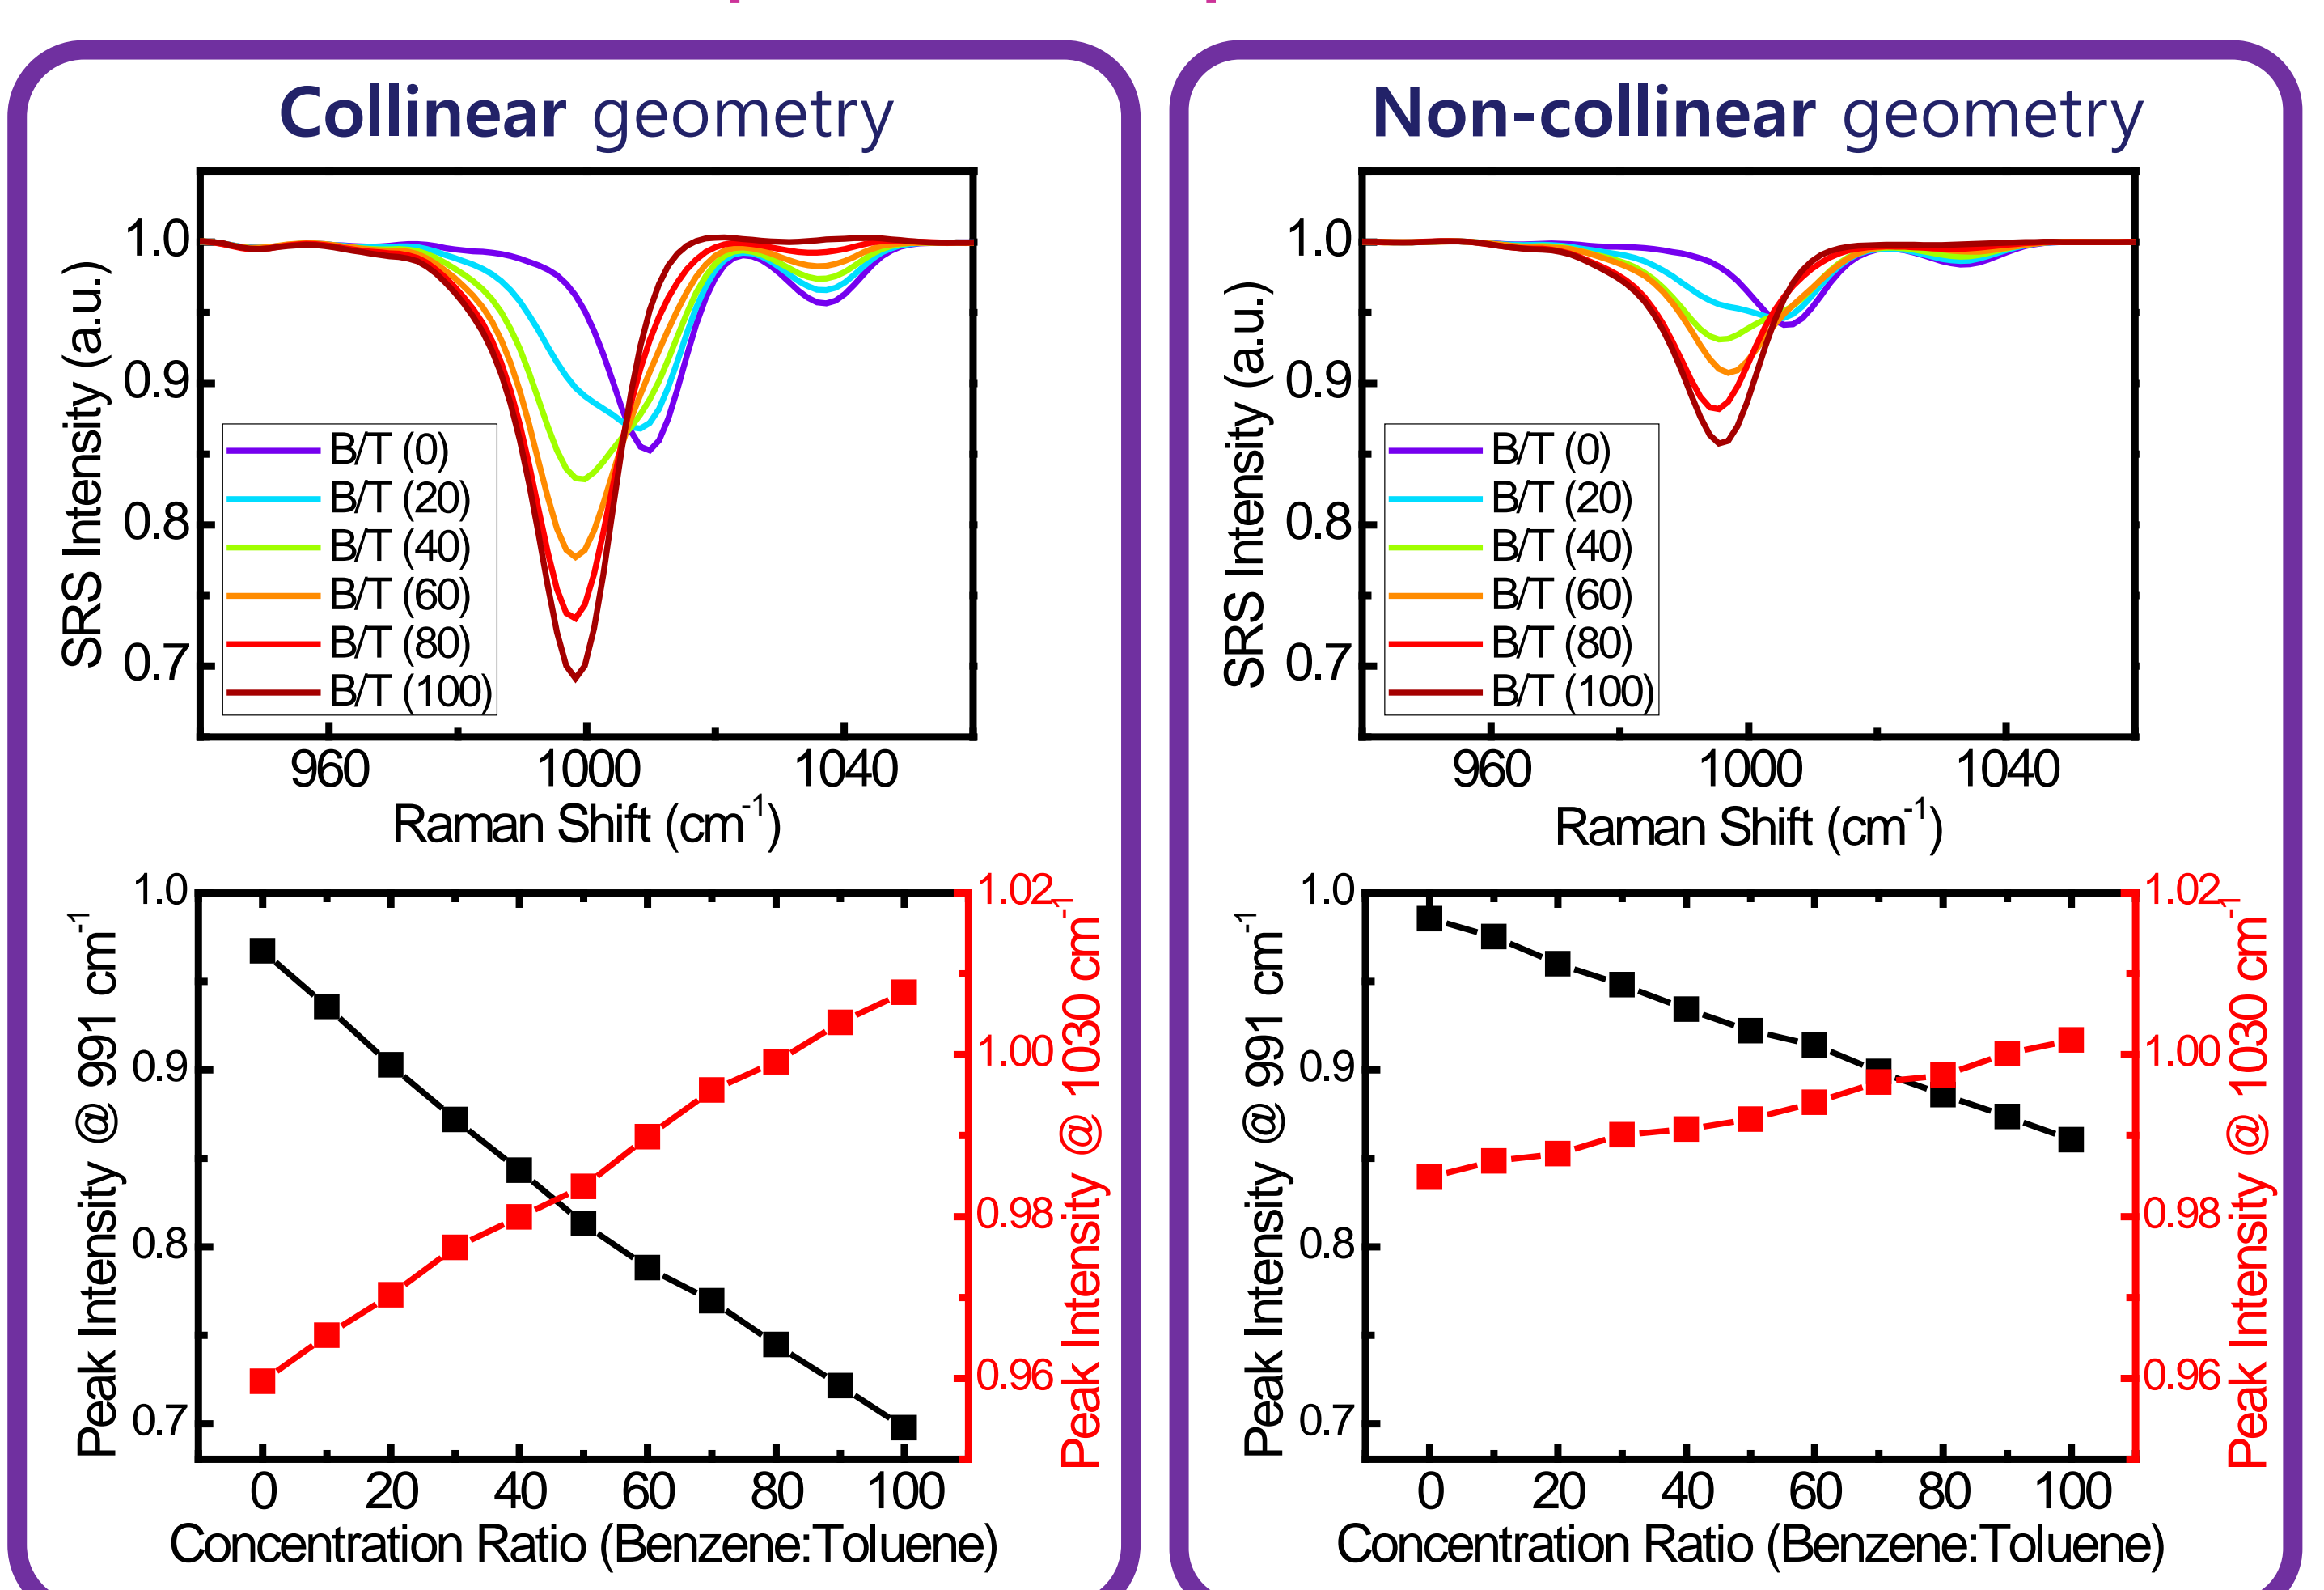 Collinear geometry
1.0
0.9
0.8
0.7
SRS Intensity (a.u.)
B/T (0)
B/T (20)
B/T (40)
B/T (60)
B/T (80)
B/T (100)
960 1000 1040
Raman Shift (cm⁻¹)
1.0
0.9
0.8
0.7
Peak Intensity @ 991 cm⁻¹
1.02
1.00
0.98
0.96
Peak Intensity @ 1030 cm⁻¹
0 20 40 60 80 100
Concentration Ratio (Benzene:Toluene)
Non-collinear geometry
1.0
0.9
0.8
0.7
SRS Intensity (a.u.)
B/T (0)
B/T (20)
B/T (40)
B/T (60)
B/T (80)
B/T (100)
960 1000 1040
Raman Shift (cm⁻¹)
1.0
0.9
0.8
0.7
Peak Intensity @ 991 cm⁻¹
1.02
1.00
0.98
0.96
Peak Intensity @ 1030 cm⁻¹
0 20 40 60 80 100
Concentration Ratio (Benzene:Toluene)